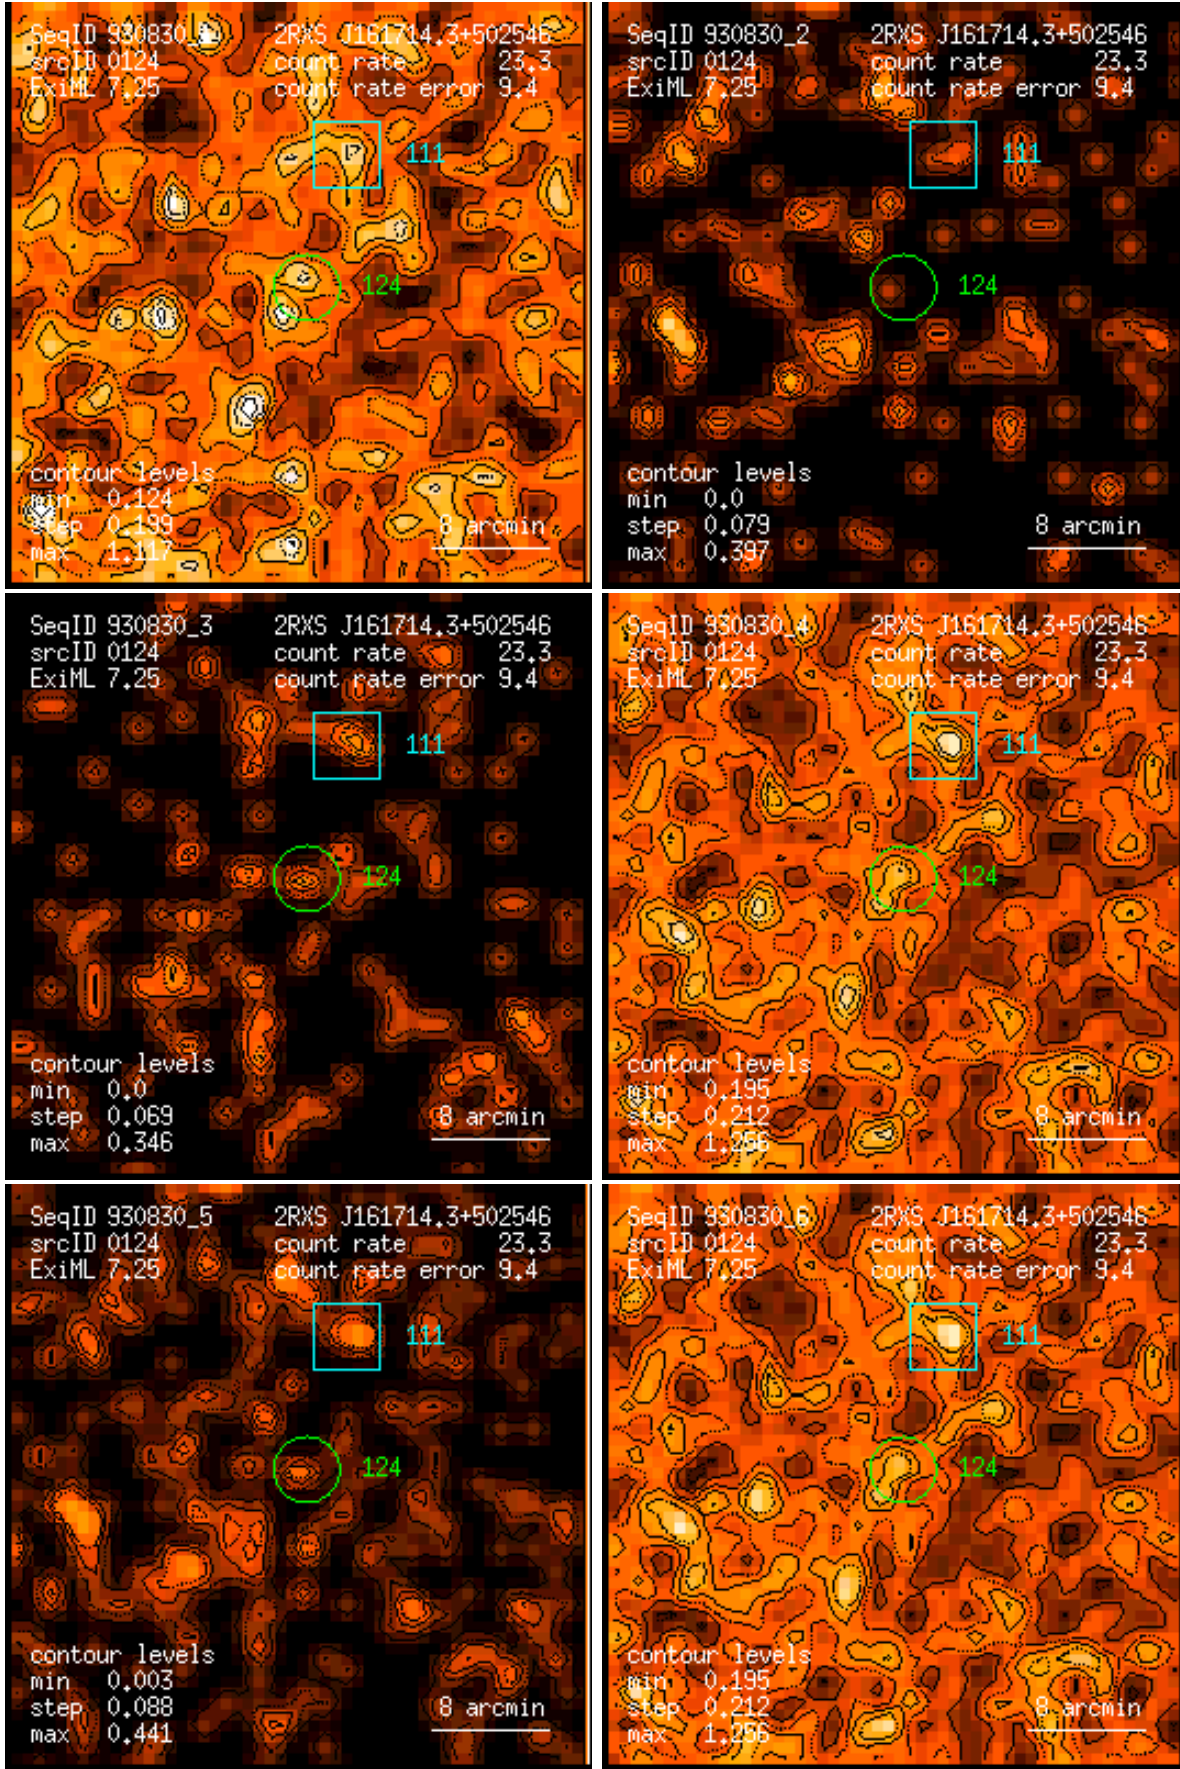 SeqID 930830_ 2RXS J161714.3+502546
srcID 0124 count rate 23.3
ExiML 7.25 count rate error 9.4
111
124
contour levels
min 0.124
step 0.199 8 arcmin
max 1.117
SeqID 930830_2 2RXS J161714.3+502546
srcID 0124 count rate 23.3
ExiML 7.25 count rate error 9.4
111
124
contour levels
min 0.0
step 0.079 8 arcmin
max 0.397
SeqID 930830_3 2RXS J161714.3+502546
srcID 0124 count rate 23.3
ExiML 7.25 count rate error 9.4
111
124
contour levels
min 0.0
step 0.069 8 arcmin
max 0.346
SeqID 930830_4 2RXS J161714.3+502546
srcID 0124 count rate 23.3
ExiML 7.25 count rate error 9.4
111
124
contour levels
min 0.195
step 0.212 8 arcmin
max 1.256
SeqID 930830_5 2RXS J161714.3+502546
srcID 0124 count rate 23.3
ExiML 7.25 count rate error 9.4
111
124
contour levels
min 0.003
step 0.088 8 arcmin
max 0.441
SeqID 930830_6 2RXS J161714.3+502546
srcID 0124 count rate 23.3
ExiML 7.25 count rate error 9.4
111
124
contour levels
min 0.195
step 0.212 8 arcmin
max 1.256